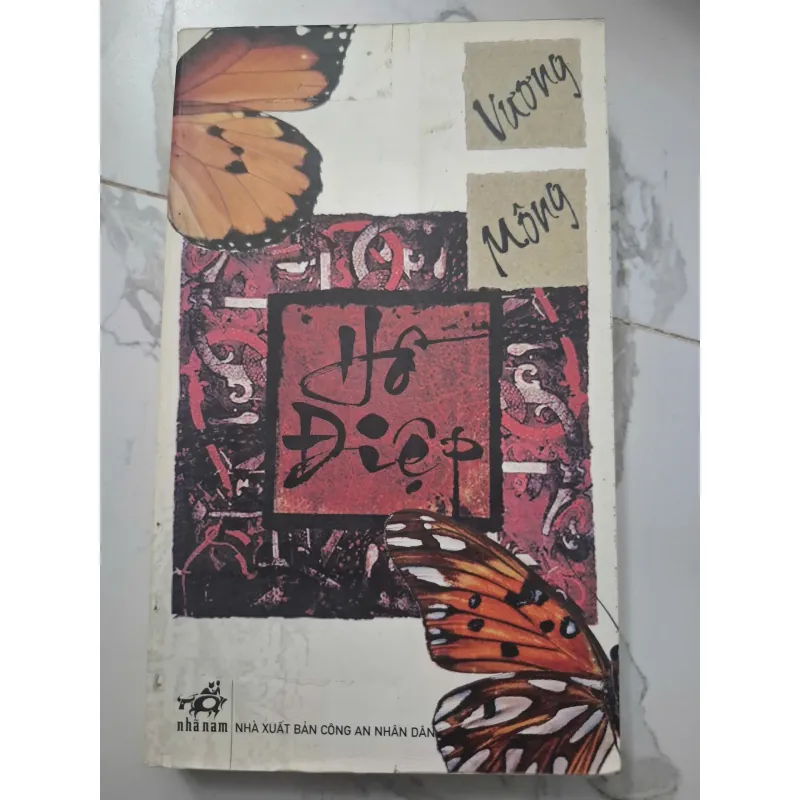 Vương
Mông
Hồ
Điệp
nhã nam
NHÀ XUẤT BẢN CÔNG AN NHÂN DÂN